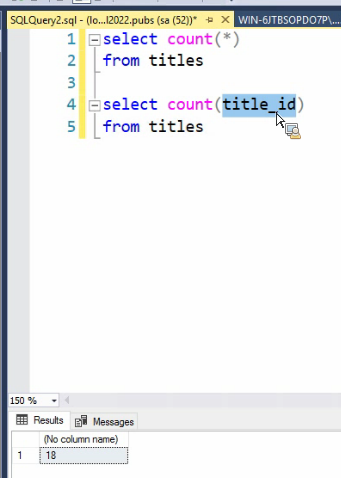 SQLQuery2.sql - (lo...l2022.pubs (sa (52))* WIN-6JTBSOPDO7P\...
1 select count(*)
2 from titles
3
4 select count(title_id)
5 from titles
150 %
Results Messages
(No column name)
1 18